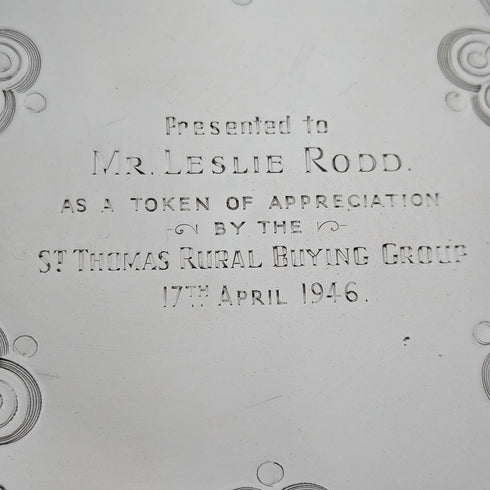 Presented to
MR. LESLIE RODD.
AS A TOKEN OF APPRECIATION
BY THE
ST THOMAS RURAL BUYING GROUP
17TH APRIL 1946.